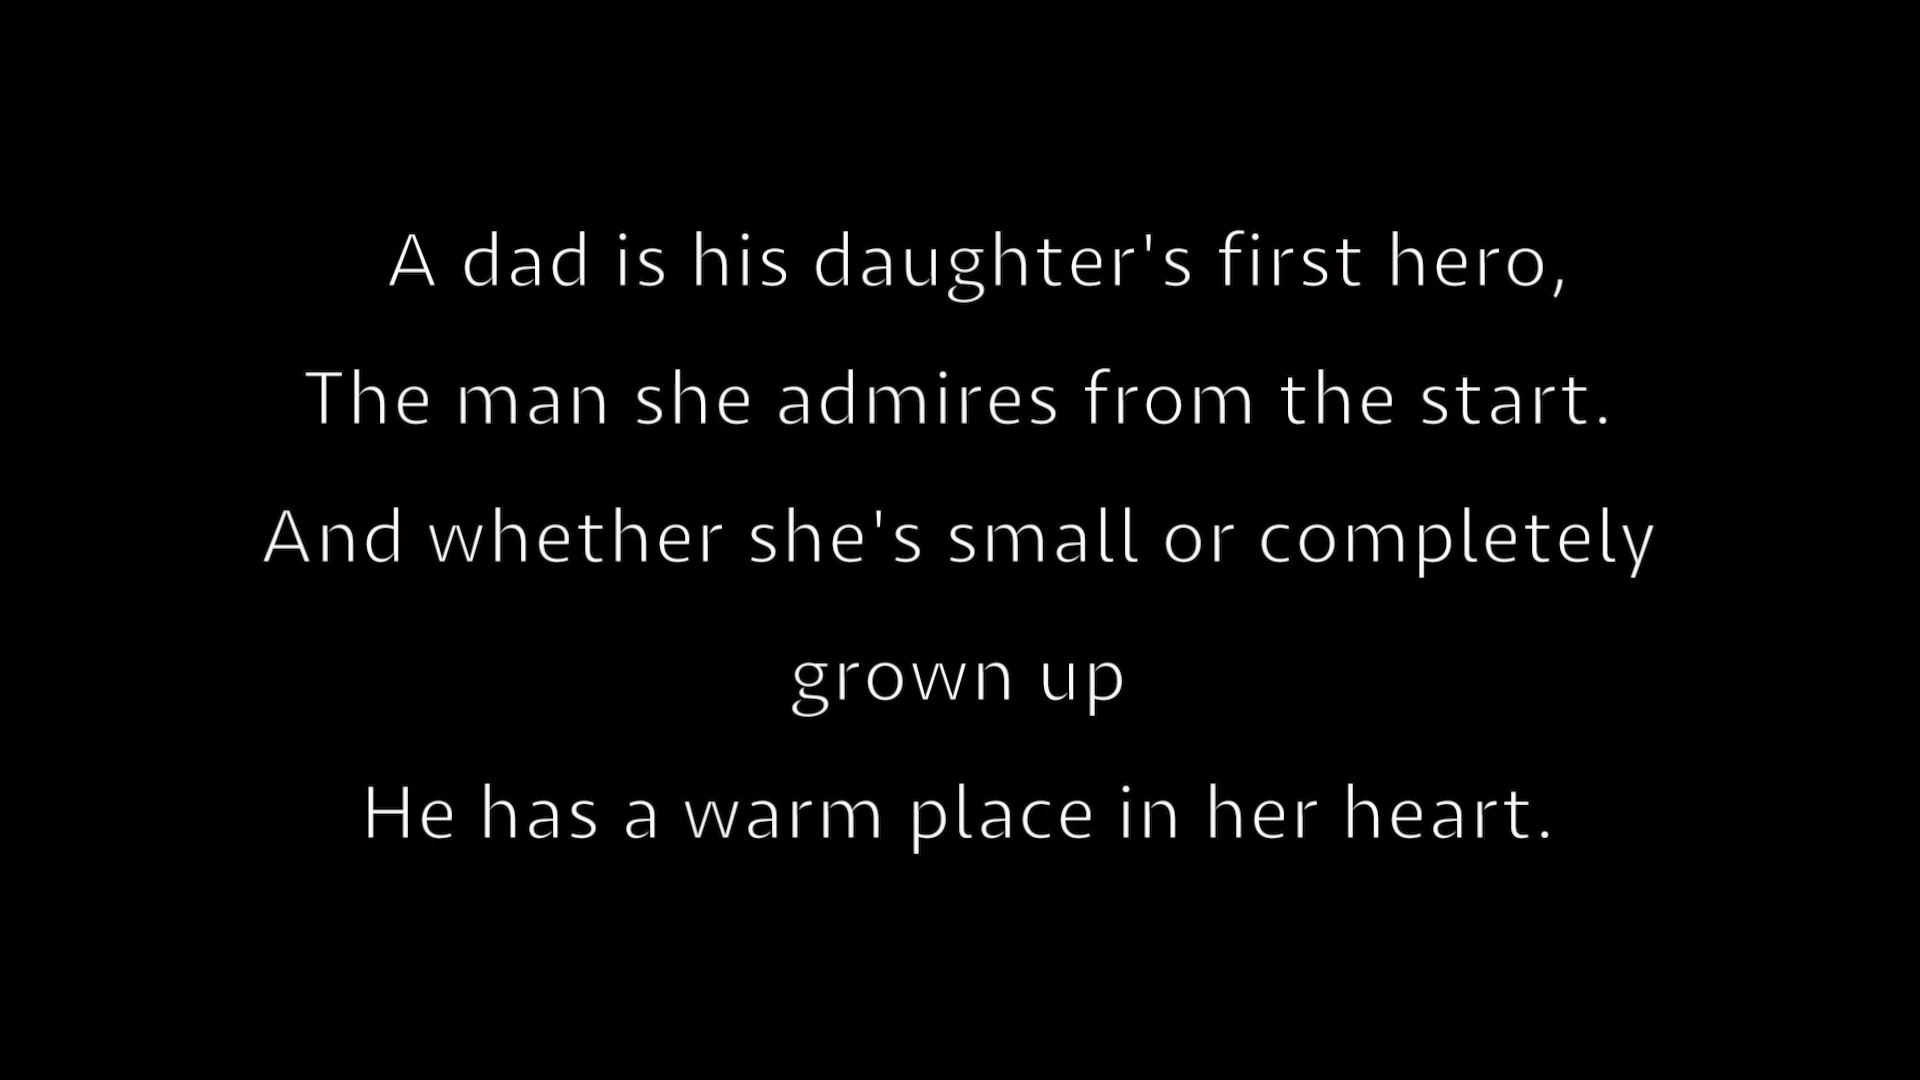 A dad is his daughter's first hero,
The man she admires from the start.
And whether she's small or completely
grown up
He has a warm place in her heart.